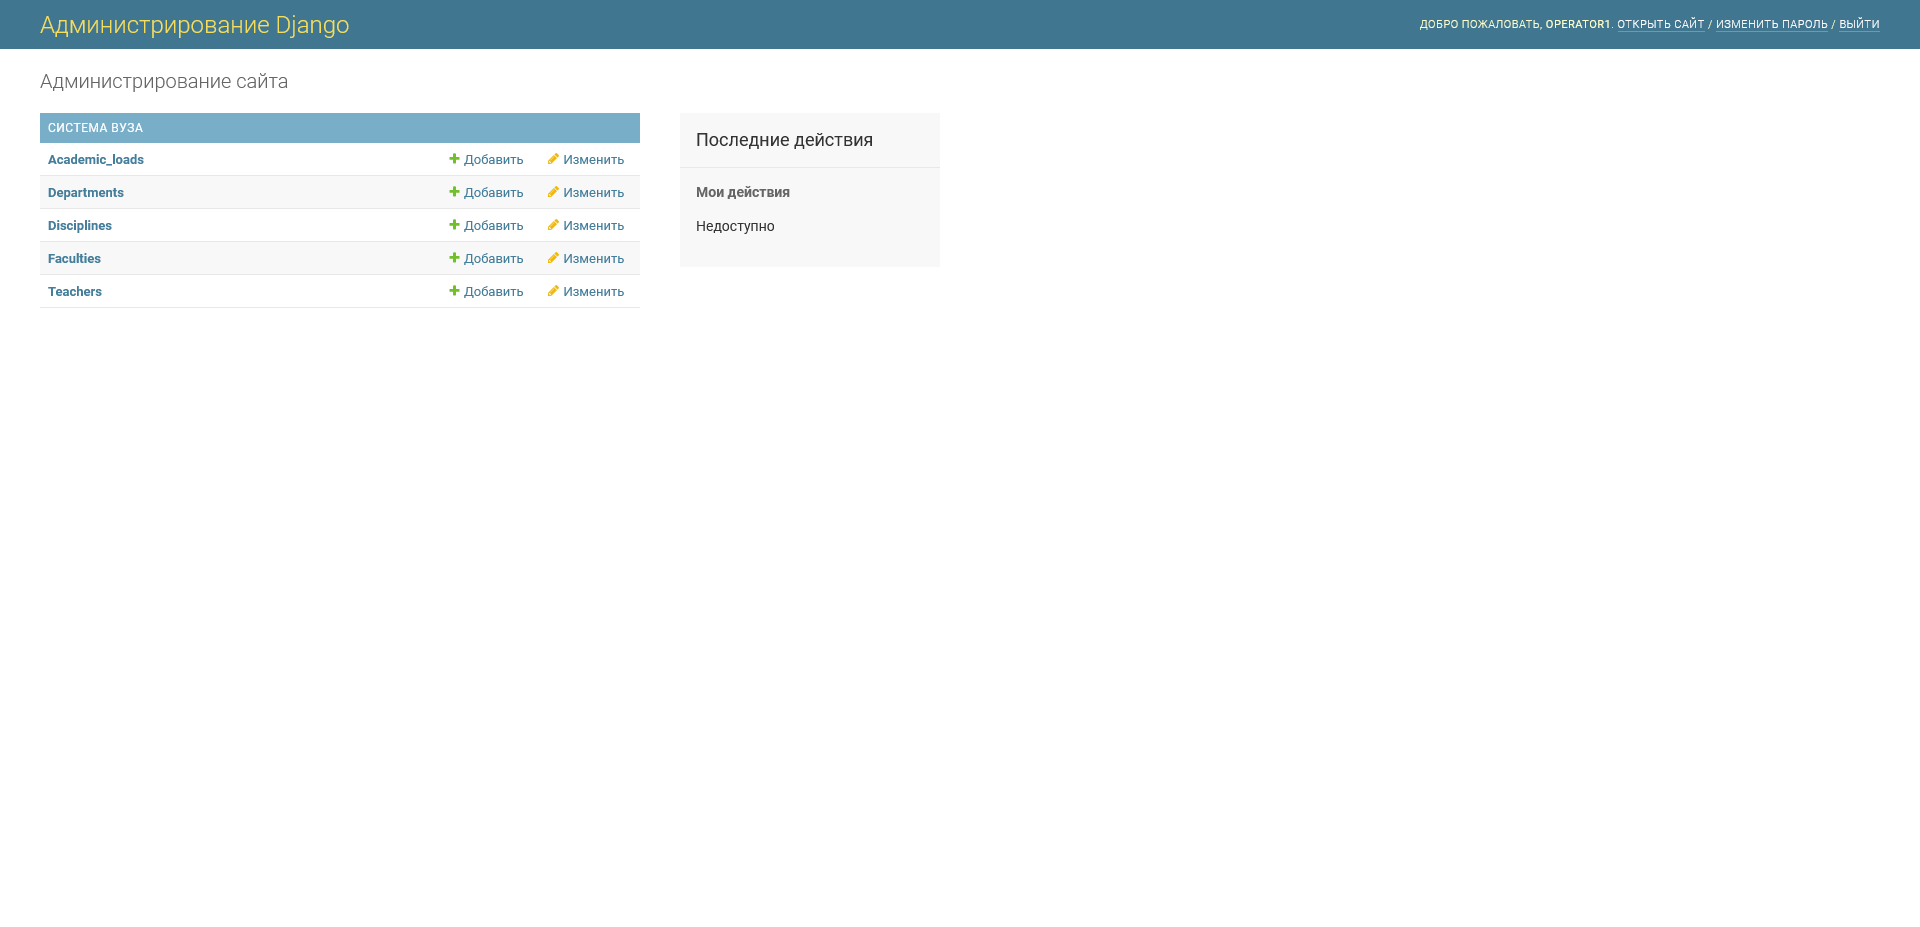 Администрирование Django
ДОБРО ПОЖАЛОВАТЬ, OPERATOR1. ОТКРЫТЬ САЙТ / ИЗМЕНИТЬ ПАРОЛЬ / ВЫЙТИ
Администрирование сайта
СИСТЕМА ВУЗА
Academic_loads Добавить Изменить
Departments Добавить Изменить
Disciplines Добавить Изменить
Faculties Добавить Изменить
Teachers Добавить Изменить
Последние действия
Мои действия
Недоступно